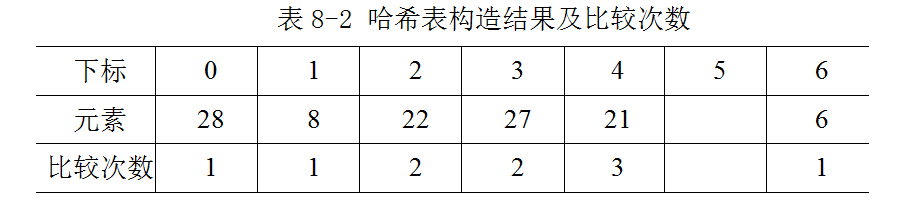 表 8-2 哈希表构造结果及比较次数
下标 0 1 2 3 4 5 6
元素 28 8 22 27 21 6
比较次数 1 1 2 2 3 1